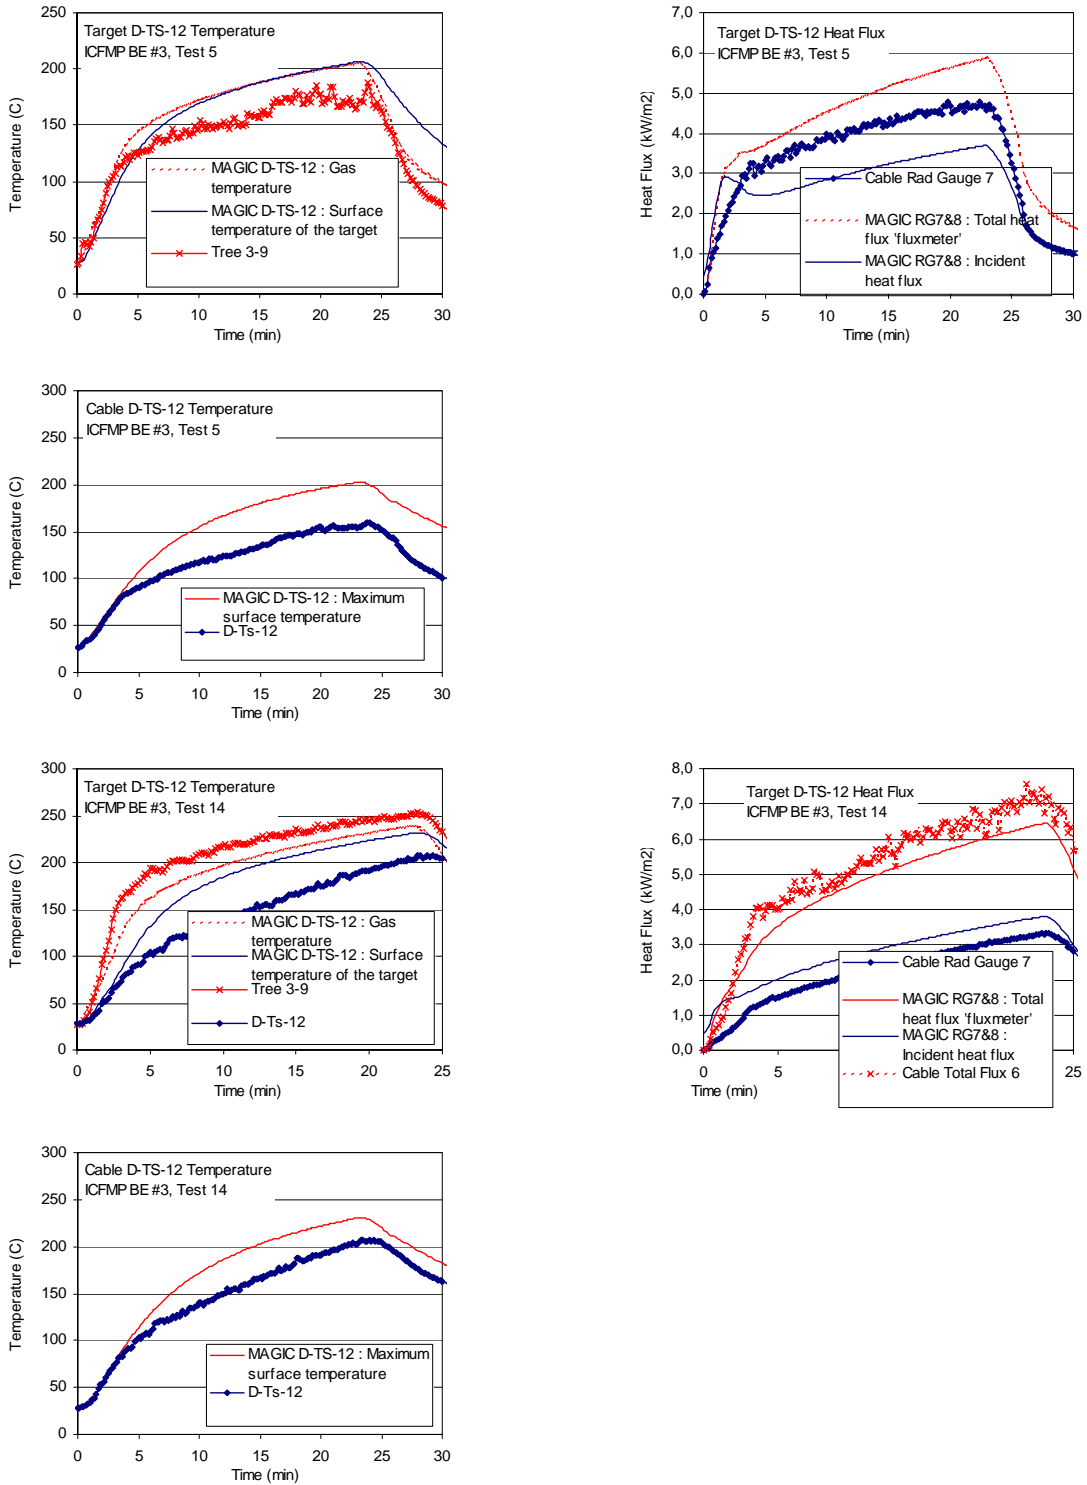 Target D-TS-12 Temperature
ICFMP BE #3, Test 5
Temperature (C)
250
200
150
100
50
0
MAGIC D-TS-12 : Gas
temperature
MAGIC D-TS-12 : Surface
temperature of the target
Tree 3-9
0 5 10 15 20 25 30
Time (min)
Target D-TS-12 Heat Flux
ICFMP BE #3, Test 5
Heat Flux (kW/m2)
7,0
6,0
5,0
4,0
3,0
2,0
1,0
0,0
Cable Rad Gauge 7
MAGIC RG7&8 : Total heat
flux 'fluxmeter'
MAGIC RG7&8 : Incident
heat flux
0 5 10 15 20 25 30
Time (min)
Cable D-TS-12 Temperature
ICFMP BE #3, Test 5
Temperature (C)
300
250
200
150
100
50
0
MAGIC D-TS-12 : Maximum
surface temperature
D-Ts-12
0 5 10 15 20 25 30
Time (min)
Target D-TS-12 Temperature
ICFMP BE #3, Test 14
Temperature (C)
300
250
200
150
100
50
0
MAGIC D-TS-12 : Gas
temperature
MAGIC D-TS-12 : Surface
temperature of the target
Tree 3-9
D-Ts-12
0 5 10 15 20 25
Time (min)
Target D-TS-12 Heat Flux
ICFMP BE #3, Test 14
Heat Flux (kW/m2)
8,0
7,0
6,0
5,0
4,0
3,0
2,0
1,0
0,0
Cable Rad Gauge 7
MAGIC RG7&8 : Total
heat flux 'fluxmeter'
MAGIC RG7&8 :
Incident heat flux
Cable Total Flux 6
0 5 25
Time (min)
Cable D-TS-12 Temperature
ICFMP BE #3, Test 14
Temperature (C)
300
250
200
150
100
50
0
MAGIC D-TS-12 : Maximum
surface temperature
D-Ts-12
0 5 10 15 20 25 30
Time (min)